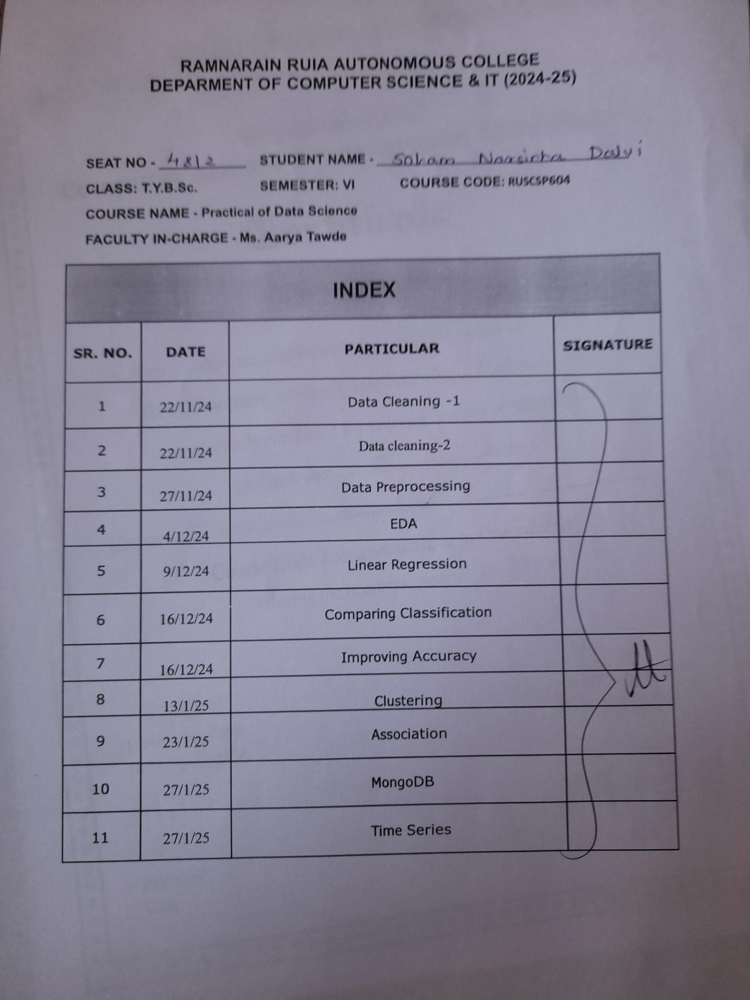 RAMNARAIN RUIA AUTONOMOUS COLLEGE
DEPARMENT OF COMPUTER SCIENCE & IT (2024-25)
SEAT NO - 4812 STUDENT NAME - Soham Narsinha Dalvi
CLASS: T.Y.B.Sc. SEMESTER: VI COURSE CODE: RUSCSP604
COURSE NAME - Practical of Data Science
FACULTY IN-CHARGE - Ms. Aarya Tawde
INDEX
SR. NO. DATE PARTICULAR SIGNATURE
1 22/11/24 Data Cleaning -1
2 22/11/24 Data cleaning-2
3 27/11/24 Data Preprocessing
4 4/12/24 EDA
5 9/12/24 Linear Regression
6 16/12/24 Comparing Classification
7 16/12/24 Improving Accuracy
8 13/1/25 Clustering
9 23/1/25 Association
10 27/1/25 MongoDB
11 27/1/25 Time Series